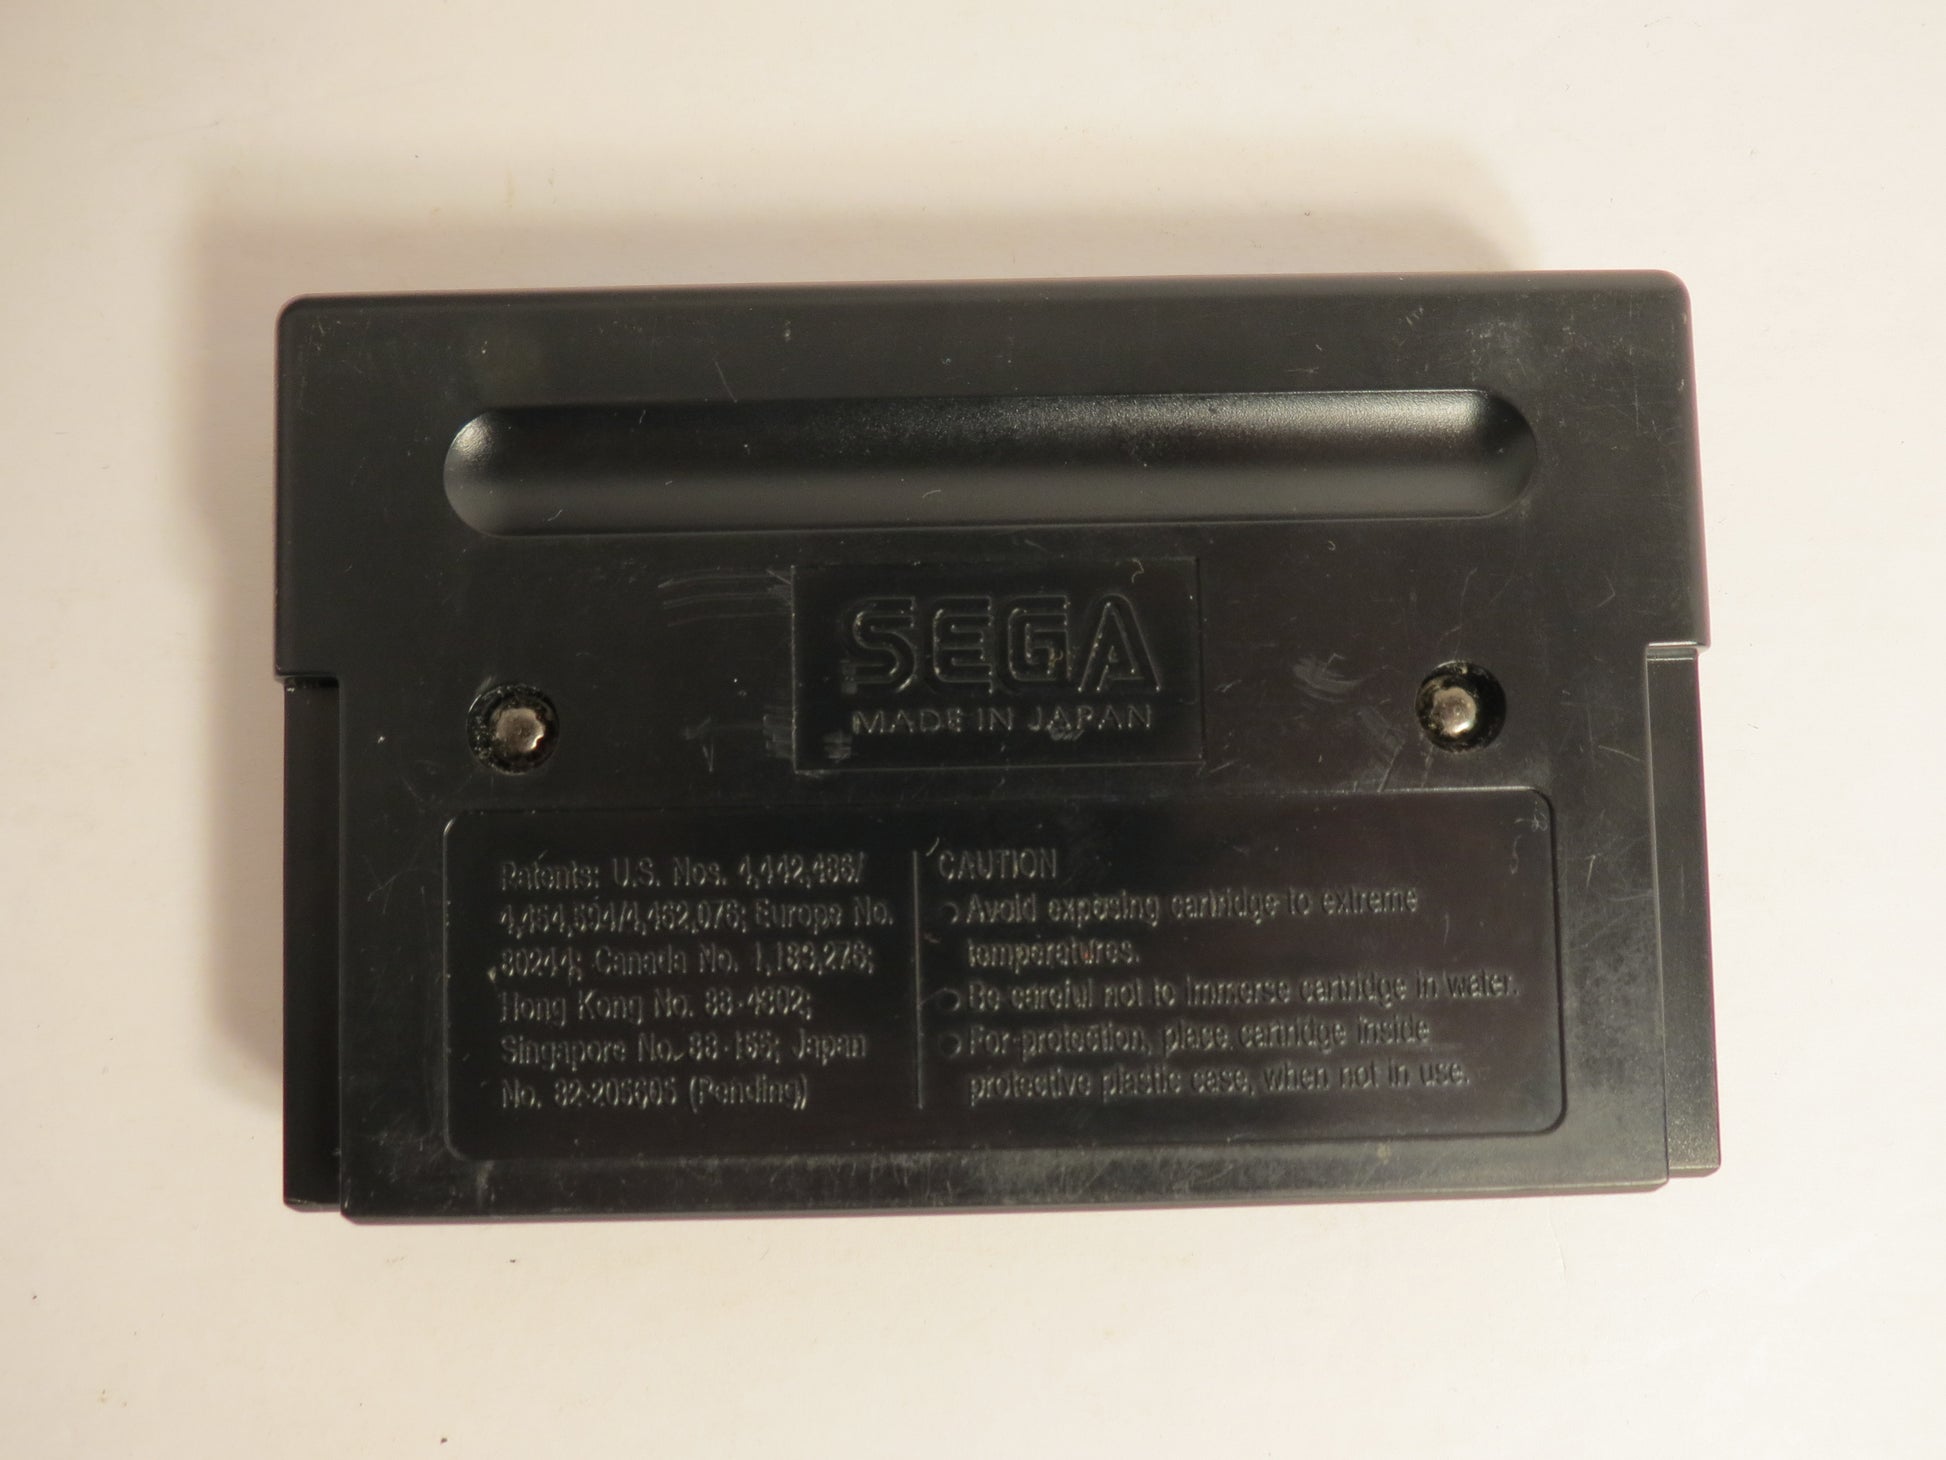 SEGA
MADE IN JAPAN
Patents: U.S. Nos. 4,442,486/
4,454,594/4,462,076; Europe No.
80244; Canada No. 1,183,276;
Hong Kong No. 88-4302;
Singapore No. 88-155; Japan
No. 82-205605 (Pending)
CAUTION
○ Avoid exposing cartridge to extreme
temperatures.
○ Be careful not to immerse cartridge in water.
○ For protection, place cartridge inside
protective plastic case, when not in use.